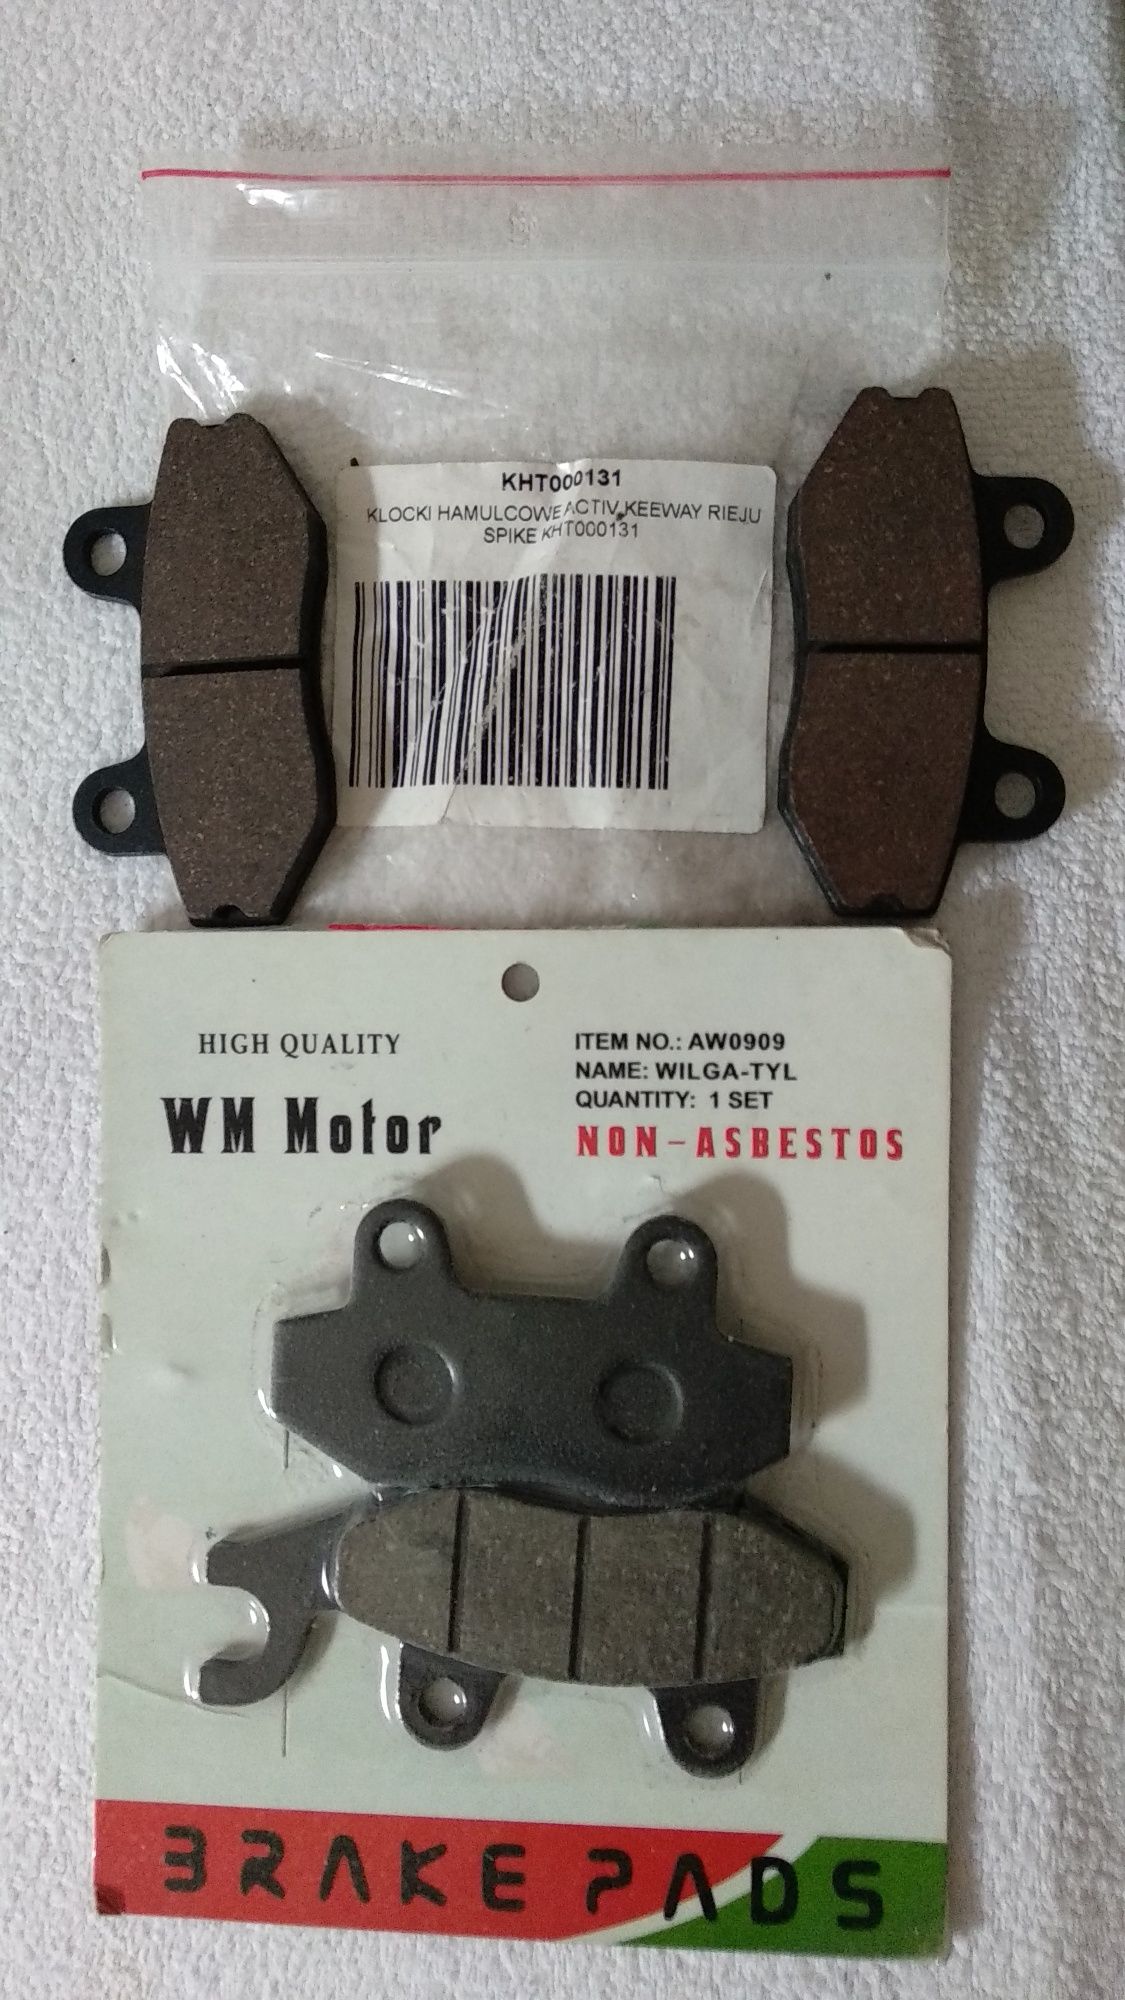 KHT000131
KLOCKI HAMULCOWE ACTIV KEEWAY RIEJU
SPIKE KHT000131
HIGH QUALITY
WM Motor
ITEM NO.: AW0909
NAME: WILGA-TYL
QUANTITY: 1 SET
NON-ASBESTOS
BRAKE PADS